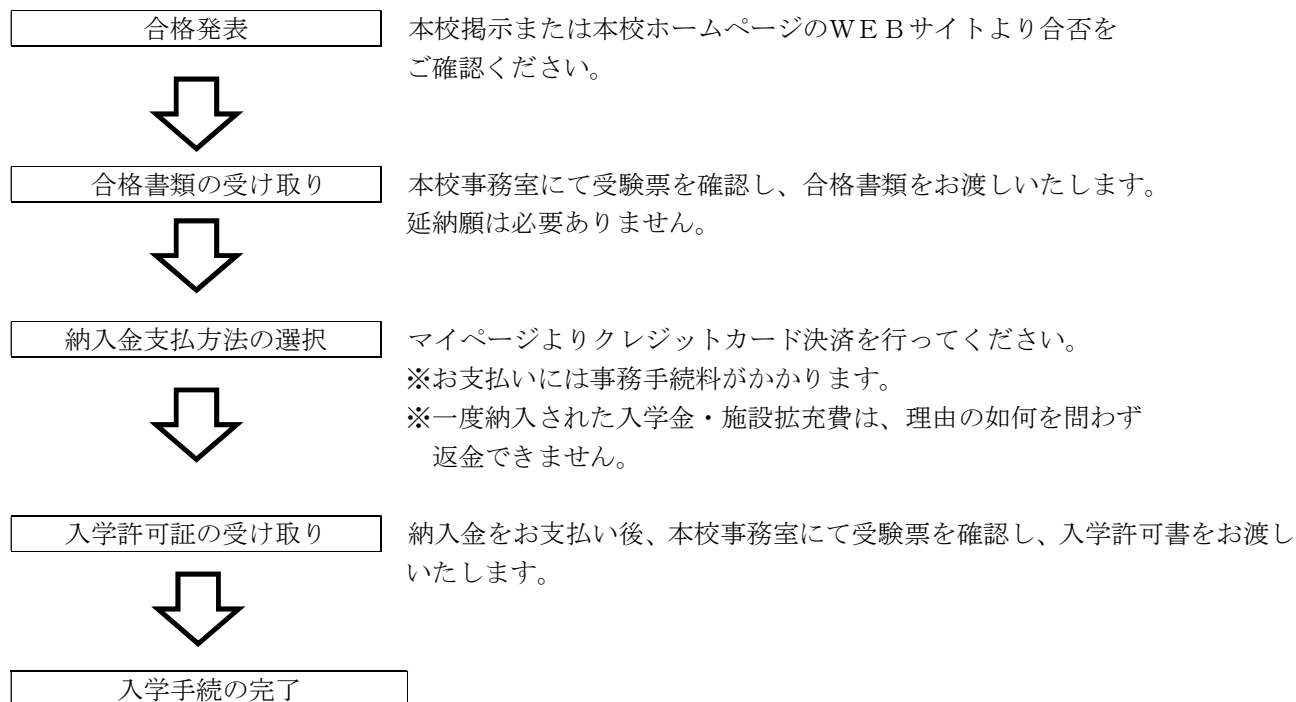 合格発表
本校掲示または本校ホームページのＷＥＢサイトより合否を
ご確認ください。
合格書類の受け取り
本校事務室にて受験票を確認し、合格書類をお渡しいたします。
延納願は必要ありません。
納入金支払方法の選択
マイページよりクレジットカード決済を行ってください。
※お支払いには事務手続料がかかります。
※一度納入された入学金・施設拡充費は、理由の如何を問わず
返金できません。
入学許可証の受け取り
納入金をお支払い後、本校事務室にて受験票を確認し、入学許可書をお渡し
いたします。
入学手続の完了